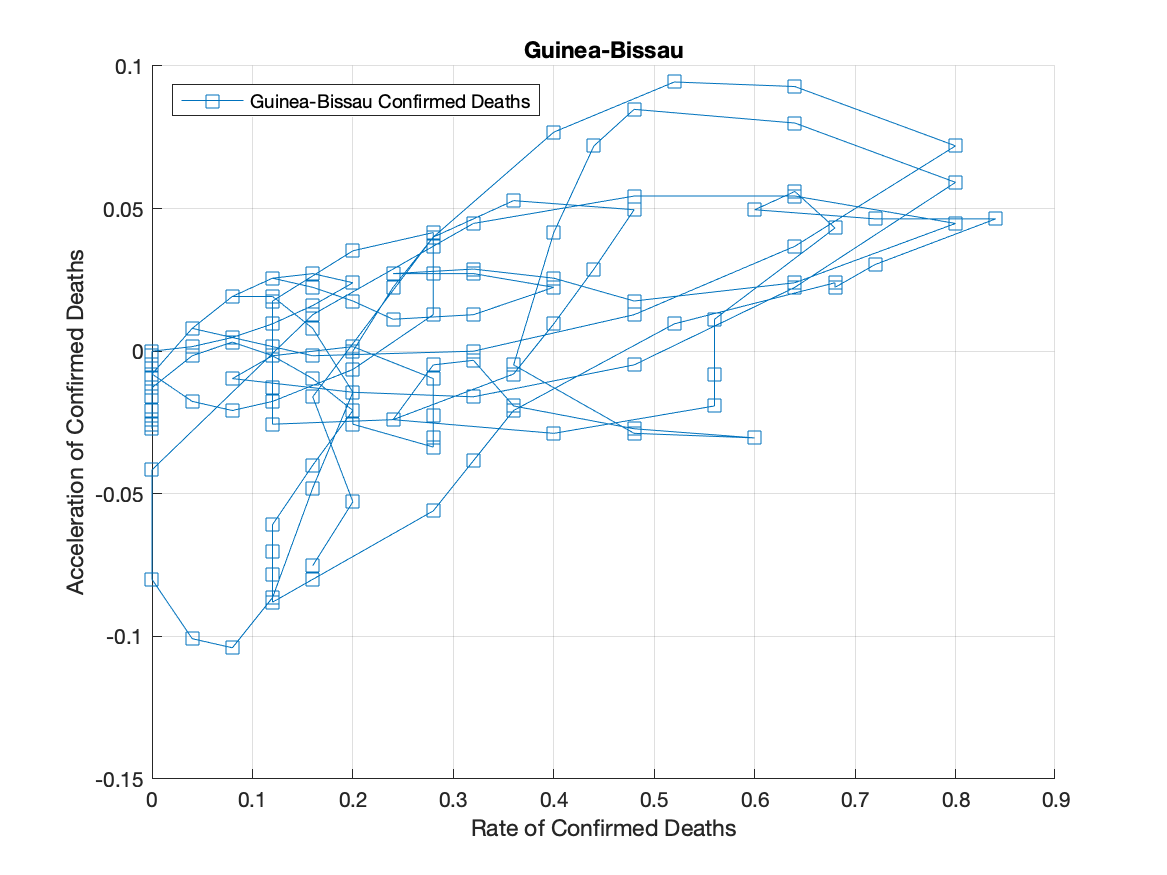 Guinea-Bissau
Guinea-Bissau Confirmed Deaths
Acceleration of Confirmed Deaths
0.1
0.05
0
-0.05
-0.1
-0.15
0 0.1 0.2 0.3 0.4 0.5 0.6 0.7 0.8 0.9
Rate of Confirmed Deaths